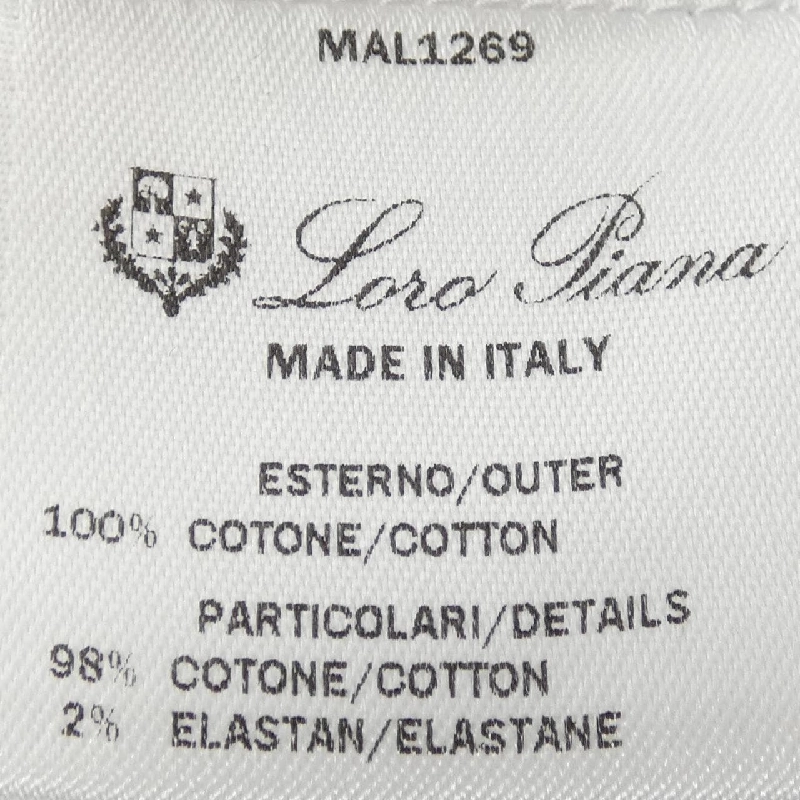 MAL1269
Loro Piana
MADE IN ITALY
ESTERNO/OUTER
100% COTONE/COTTON
PARTICOLARI/DETAILS
98% COTONE/COTTON
2% ELASTAN/ELASTANE